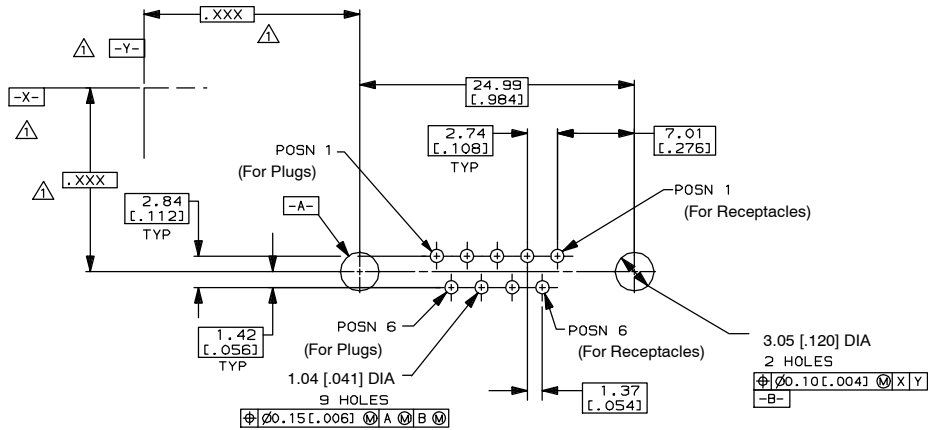 .XXX
1
1
-Y-
-X-
1
24.99
[.984]
2.74
[.108]
TYP
7.01
[.276]
POSN 1
(For Plugs)
1
.XXX
POSN 1
(For Receptacles)
2.84
[.112]
TYP
-A-
POSN 6
(For Plugs)
POSN 6
(For Receptacles)
1.42
[.056]
TYP
3.05 [.120] DIA
2 HOLES
⌖ Ø0.10[.004] Ⓜ X Y
-B-
1.04 [.041] DIA
9 HOLES
⌖ Ø0.15[.006] Ⓜ A Ⓜ B Ⓜ
1.37
[.054]